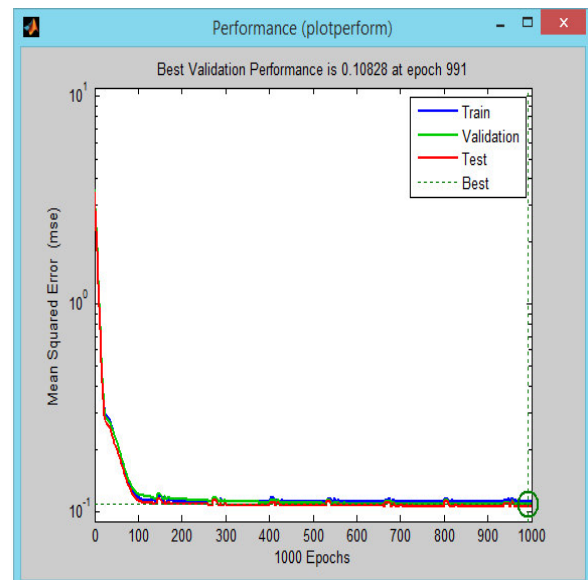 Performance (plotperform)
Best Validation Performance is 0.10828 at epoch 991
Mean Squared Error (mse)
10^1
10^0
10^-1
Train
Validation
Test
Best
0 100 200 300 400 500 600 700 800 900 1000
1000 Epochs